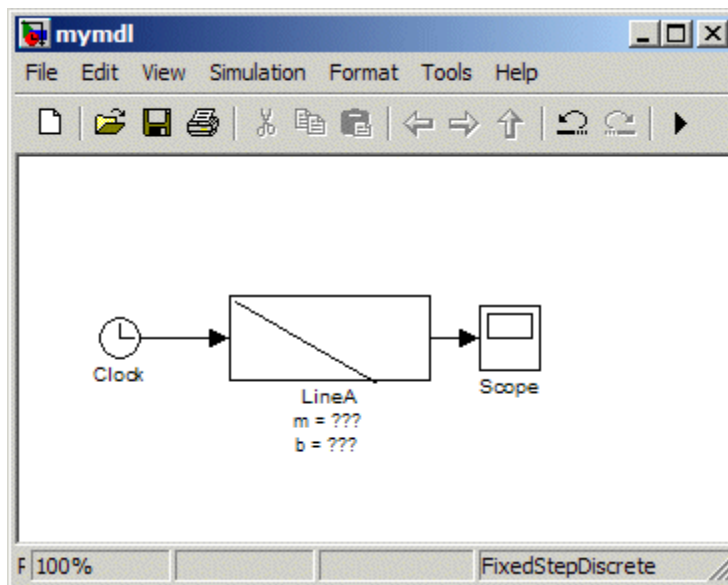 mymdl
File Edit View Simulation Format Tools Help
Clock
LineA
m = ???
b = ???
Scope
F 100% FixedStepDiscrete